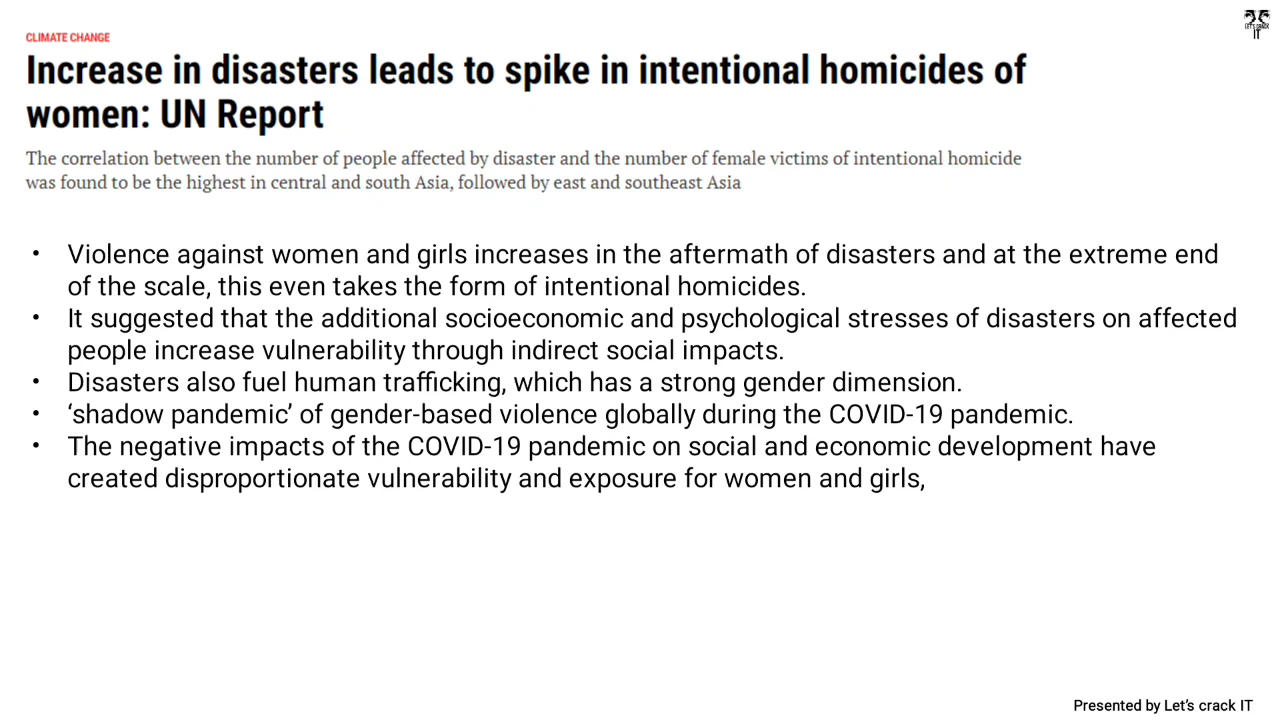 CLIMATE CHANGE
LET'S CRACK
IT
Increase in disasters leads to spike in intentional homicides of
women: UN Report
The correlation between the number of people affected by disaster and the number of female victims of intentional homicide
was found to be the highest in central and south Asia, followed by east and southeast Asia
• Violence against women and girls increases in the aftermath of disasters and at the extreme end
of the scale, this even takes the form of intentional homicides.
• It suggested that the additional socioeconomic and psychological stresses of disasters on affected
people increase vulnerability through indirect social impacts.
• Disasters also fuel human trafficking, which has a strong gender dimension.
• ‘shadow pandemic’ of gender-based violence globally during the COVID-19 pandemic.
• The negative impacts of the COVID-19 pandemic on social and economic development have
created disproportionate vulnerability and exposure for women and girls,
Presented by Let’s crack IT